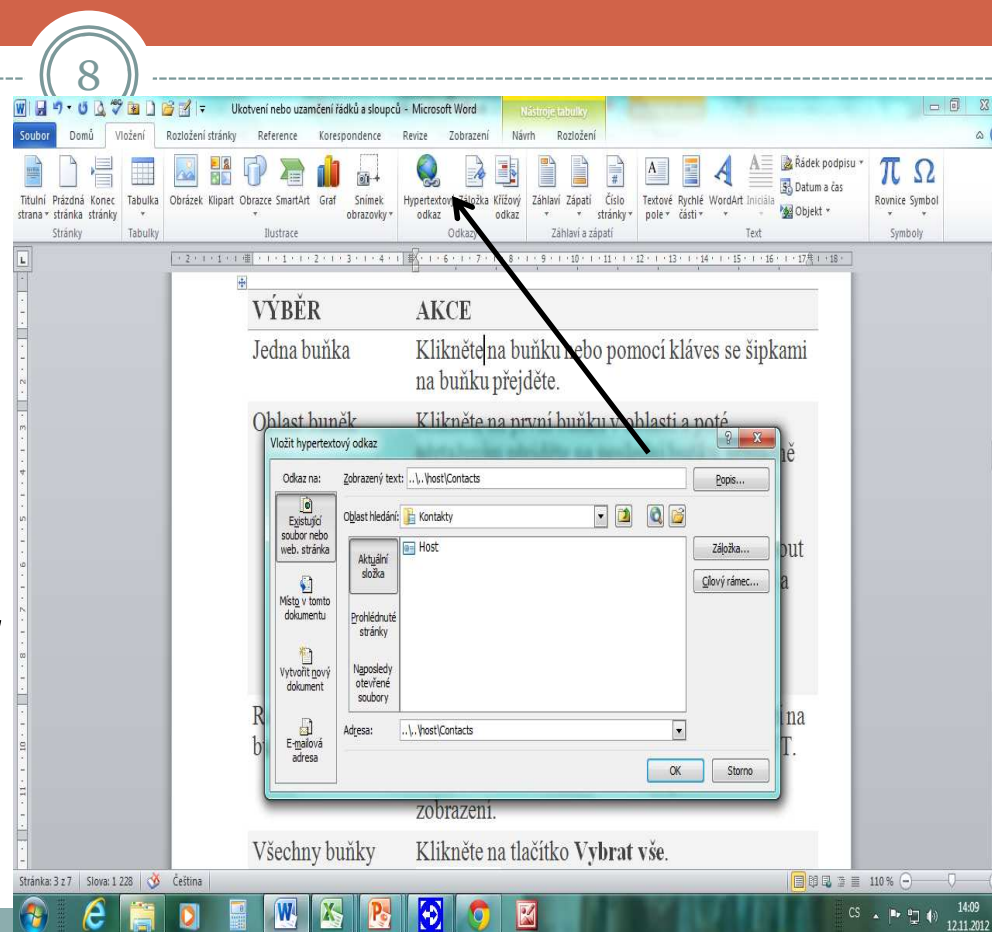 8
Ukotvení nebo uzamčení řádků a sloupců - Microsoft Word
Nástroje tabulky
Soubor Domů Vložení Rozložení stránky Reference Korespondence Revize Zobrazení Návrh Rozložení
Titulní strana Prázdná stránka Konec stránky
Tabulka
Obrázek Klipart Obrazce SmartArt Graf Snímek obrazovky
Hypertextový odkaz Záložka Křížový odkaz
Záhlaví Zápatí Číslo stránky
Textové pole Rychlé části WordArt Iniciála
Řádek podpisu
Datum a čas
Objekt
Rovnice Symbol
Stránky Tabulky Ilustrace Odkazy Záhlaví a zápatí Text Symboly
VÝBĚR AKCE
Jedna buňka Klikněte na buňku nebo pomocí kláves se šipkami
na buňku přejděte.
Oblast buněk Klikněte na první buňku v oblasti a poté
Vložit hypertextový odkaz
Odkaz na: Zobrazený text: ..\..\host\Contacts Popis...
Existující soubor nebo web. stránka
Oblast hledání: Kontakty
Aktuální složka
Host
Záložka...
Cílový rámec...
Místo v tomto dokumentu
Prohlédnuté stránky
Vytvořit nový dokument
Naposledy otevřené soubory
E-mailová adresa
Adresa: ..\..\host\Contacts
OK Storno
na
T.
zobrazení.
Všechny buňky Klikněte na tlačítko Vybrat vše.
Stránka: 3 z 7 Slova: 1 228 Čeština 110 %
CS 14:09
12.11.2012